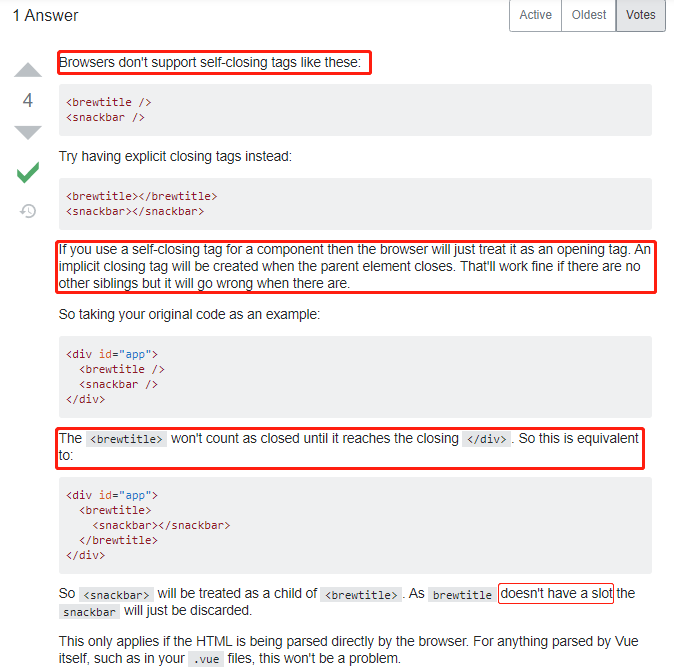 1 Answer
Active
Oldest
Votes
Browsers don't support self-closing tags like these:
4
<brewtitle />
<snackbar />
Try having explicit closing tags instead:
<brewtitle></brewtitle>
<snackbar></snackbar>
If you use a self-closing tag for a component then the browser will just treat it as an opening tag. An
implicit closing tag will be created when the parent element closes. That'll work fine if there are no
other siblings but it will go wrong when there are.
So taking your original code as an example:
<div id="app">
  <brewtitle />
  <snackbar />
</div>
The <brewtitle> won't count as closed until it reaches the closing </div>. So this is equivalent
to:
<div id="app">
  <brewtitle>
    <snackbar></snackbar>
  </brewtitle>
</div>
So <snackbar> will be treated as a child of <brewtitle>. As brewtitle doesn't have a slot the
snackbar will just be discarded.
This only applies if the HTML is being parsed directly by the browser. For anything parsed by Vue
itself, such as in your .vue files, this won't be a problem.